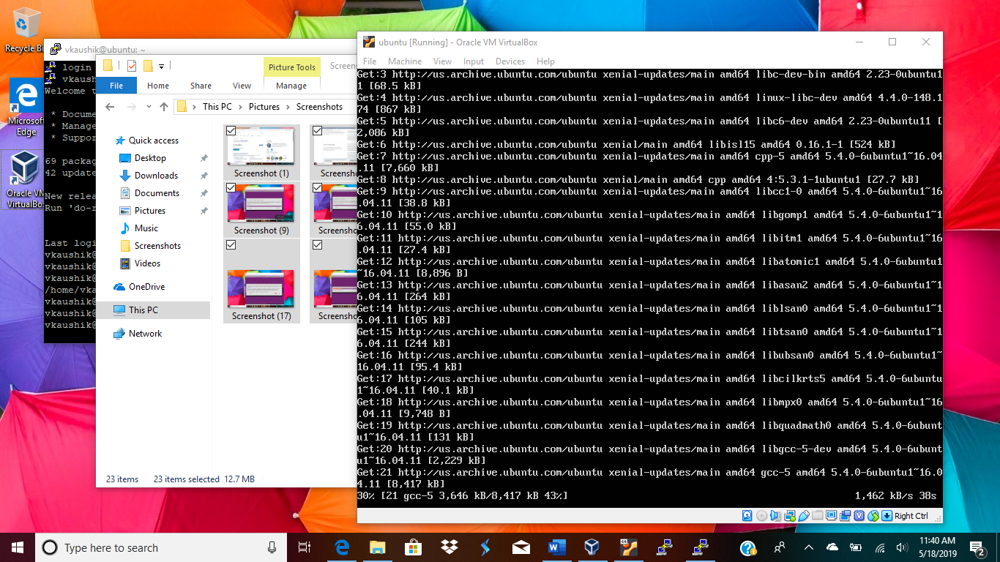 Recycle Bi
Microsoft
Edge
Oracle VM
VirtualBox
vkaushik@ubuntu: ~
login
vkaush
Welcome t
* Docume
* Manage
* Suppor
69 packag
42 update
New relea
Run 'do-r
Last logi
vkaushik@
vkaushik@
vkaushik@
/home/vka
vkaushik@
vkaushik@
vkaushik@
Picture Tools
Screens
File Home Share View Manage
This PC > Pictures > Screenshots
Quick access
Desktop
Downloads
Documents
Pictures
Music
Screenshots
Videos
OneDrive
This PC
Network
Screenshot (1)
Screensh
Screenshot (9)
Screensho
Screenshot (17)
Screensho
23 items 23 items selected 12.7 MB
ubuntu [Running] - Oracle VM VirtualBox
File Machine View Input Devices Help
Get:3 http://us.archive.ubuntu.com/ubuntu xenial-updates/main amd64 libc-dev-bin amd64 2.23-0ubuntu1
1 [68.5 kB]
Get:4 http://us.archive.ubuntu.com/ubuntu xenial-updates/main amd64 linux-libc-dev amd64 4.4.0-148.1
74 [867 kB]
Get:5 http://us.archive.ubuntu.com/ubuntu xenial-updates/main amd64 libc6-dev amd64 2.23-0ubuntu11 [
2,086 kB]
Get:6 http://us.archive.ubuntu.com/ubuntu xenial/main amd64 libisl15 amd64 0.16.1-1 [524 kB]
Get:7 http://us.archive.ubuntu.com/ubuntu xenial-updates/main amd64 cpp-5 amd64 5.4.0-6ubuntu1~16.04
.11 [7,660 kB]
Get:8 http://us.archive.ubuntu.com/ubuntu xenial/main amd64 cpp amd64 4:5.3.1-1ubuntu1 [27.7 kB]
Get:9 http://us.archive.ubuntu.com/ubuntu xenial-updates/main amd64 libcc1-0 amd64 5.4.0-6ubuntu1~16
.04.11 [38.8 kB]
Get:10 http://us.archive.ubuntu.com/ubuntu xenial-updates/main amd64 libgomp1 amd64 5.4.0-6ubuntu1~1
6.04.11 [55.0 kB]
Get:11 http://us.archive.ubuntu.com/ubuntu xenial-updates/main amd64 libitm1 amd64 5.4.0-6ubuntu1~16
.04.11 [27.4 kB]
Get:12 http://us.archive.ubuntu.com/ubuntu xenial-updates/main amd64 libatomic1 amd64 5.4.0-6ubuntu1
~16.04.11 [8,896 B]
Get:13 http://us.archive.ubuntu.com/ubuntu xenial-updates/main amd64 libasan2 amd64 5.4.0-6ubuntu1~1
6.04.11 [264 kB]
Get:14 http://us.archive.ubuntu.com/ubuntu xenial-updates/main amd64 liblsan0 amd64 5.4.0-6ubuntu1~1
6.04.11 [105 kB]
Get:15 http://us.archive.ubuntu.com/ubuntu xenial-updates/main amd64 libtsan0 amd64 5.4.0-6ubuntu1~1
6.04.11 [244 kB]
Get:16 http://us.archive.ubuntu.com/ubuntu xenial-updates/main amd64 libubsan0 amd64 5.4.0-6ubuntu1~
16.04.11 [95.4 kB]
Get:17 http://us.archive.ubuntu.com/ubuntu xenial-updates/main amd64 libcilkrts5 amd64 5.4.0-6ubuntu
1~16.04.11 [40.1 kB]
Get:18 http://us.archive.ubuntu.com/ubuntu xenial-updates/main amd64 libmpx0 amd64 5.4.0-6ubuntu1~16
.04.11 [9,748 B]
Get:19 http://us.archive.ubuntu.com/ubuntu xenial-updates/main amd64 libquadmath0 amd64 5.4.0-6ubunt
u1~16.04.11 [131 kB]
Get:20 http://us.archive.ubuntu.com/ubuntu xenial-updates/main amd64 libgcc-5-dev amd64 5.4.0-6ubunt
u1~16.04.11 [2,229 kB]
Get:21 http://us.archive.ubuntu.com/ubuntu xenial-updates/main amd64 gcc-5 amd64 5.4.0-6ubuntu1~16.0
4.11 [8,417 kB]
30% [21 gcc-5 3,646 kB/8,417 kB 43%] 1,462 kB/s 38s
Right Ctrl
Type here to search
11:40 AM
5/18/2019
2